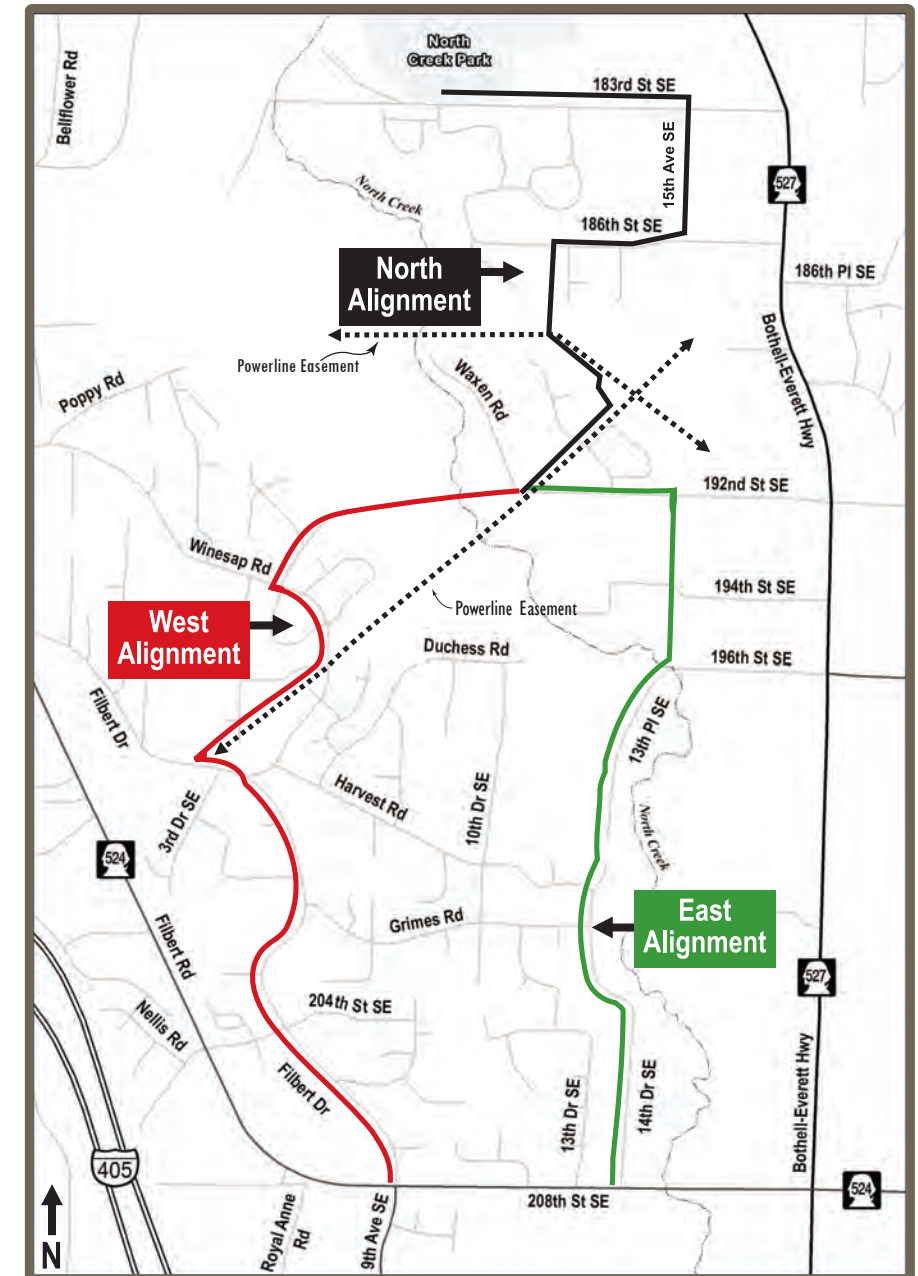 North
Creek Park
183rd St SE
Bellflower Rd
15th Ave SE
527
North Creek
186th St SE
North
Alignment
186th Pl SE
Powerline Easement
Bothell-Everett Hwy
Waxen Rd
Poppy Rd
192nd St SE
Winesap Rd
194th St SE
Powerline Easement
West
Alignment
Duchess Rd
196th St SE
Filbert Dr
13th Pl SE
Harvest Rd
10th Dr SE
3rd Dr SE
North Creek
524
East
Alignment
Grimes Rd
Filbert Rd
527
204th St SE
Nellis Rd
Filbert Dr
13th Dr SE
14th Dr SE
Bothell-Everett Hwy
405
524
208th St SE
Royal Anne
Rd
9th Ave SE
N